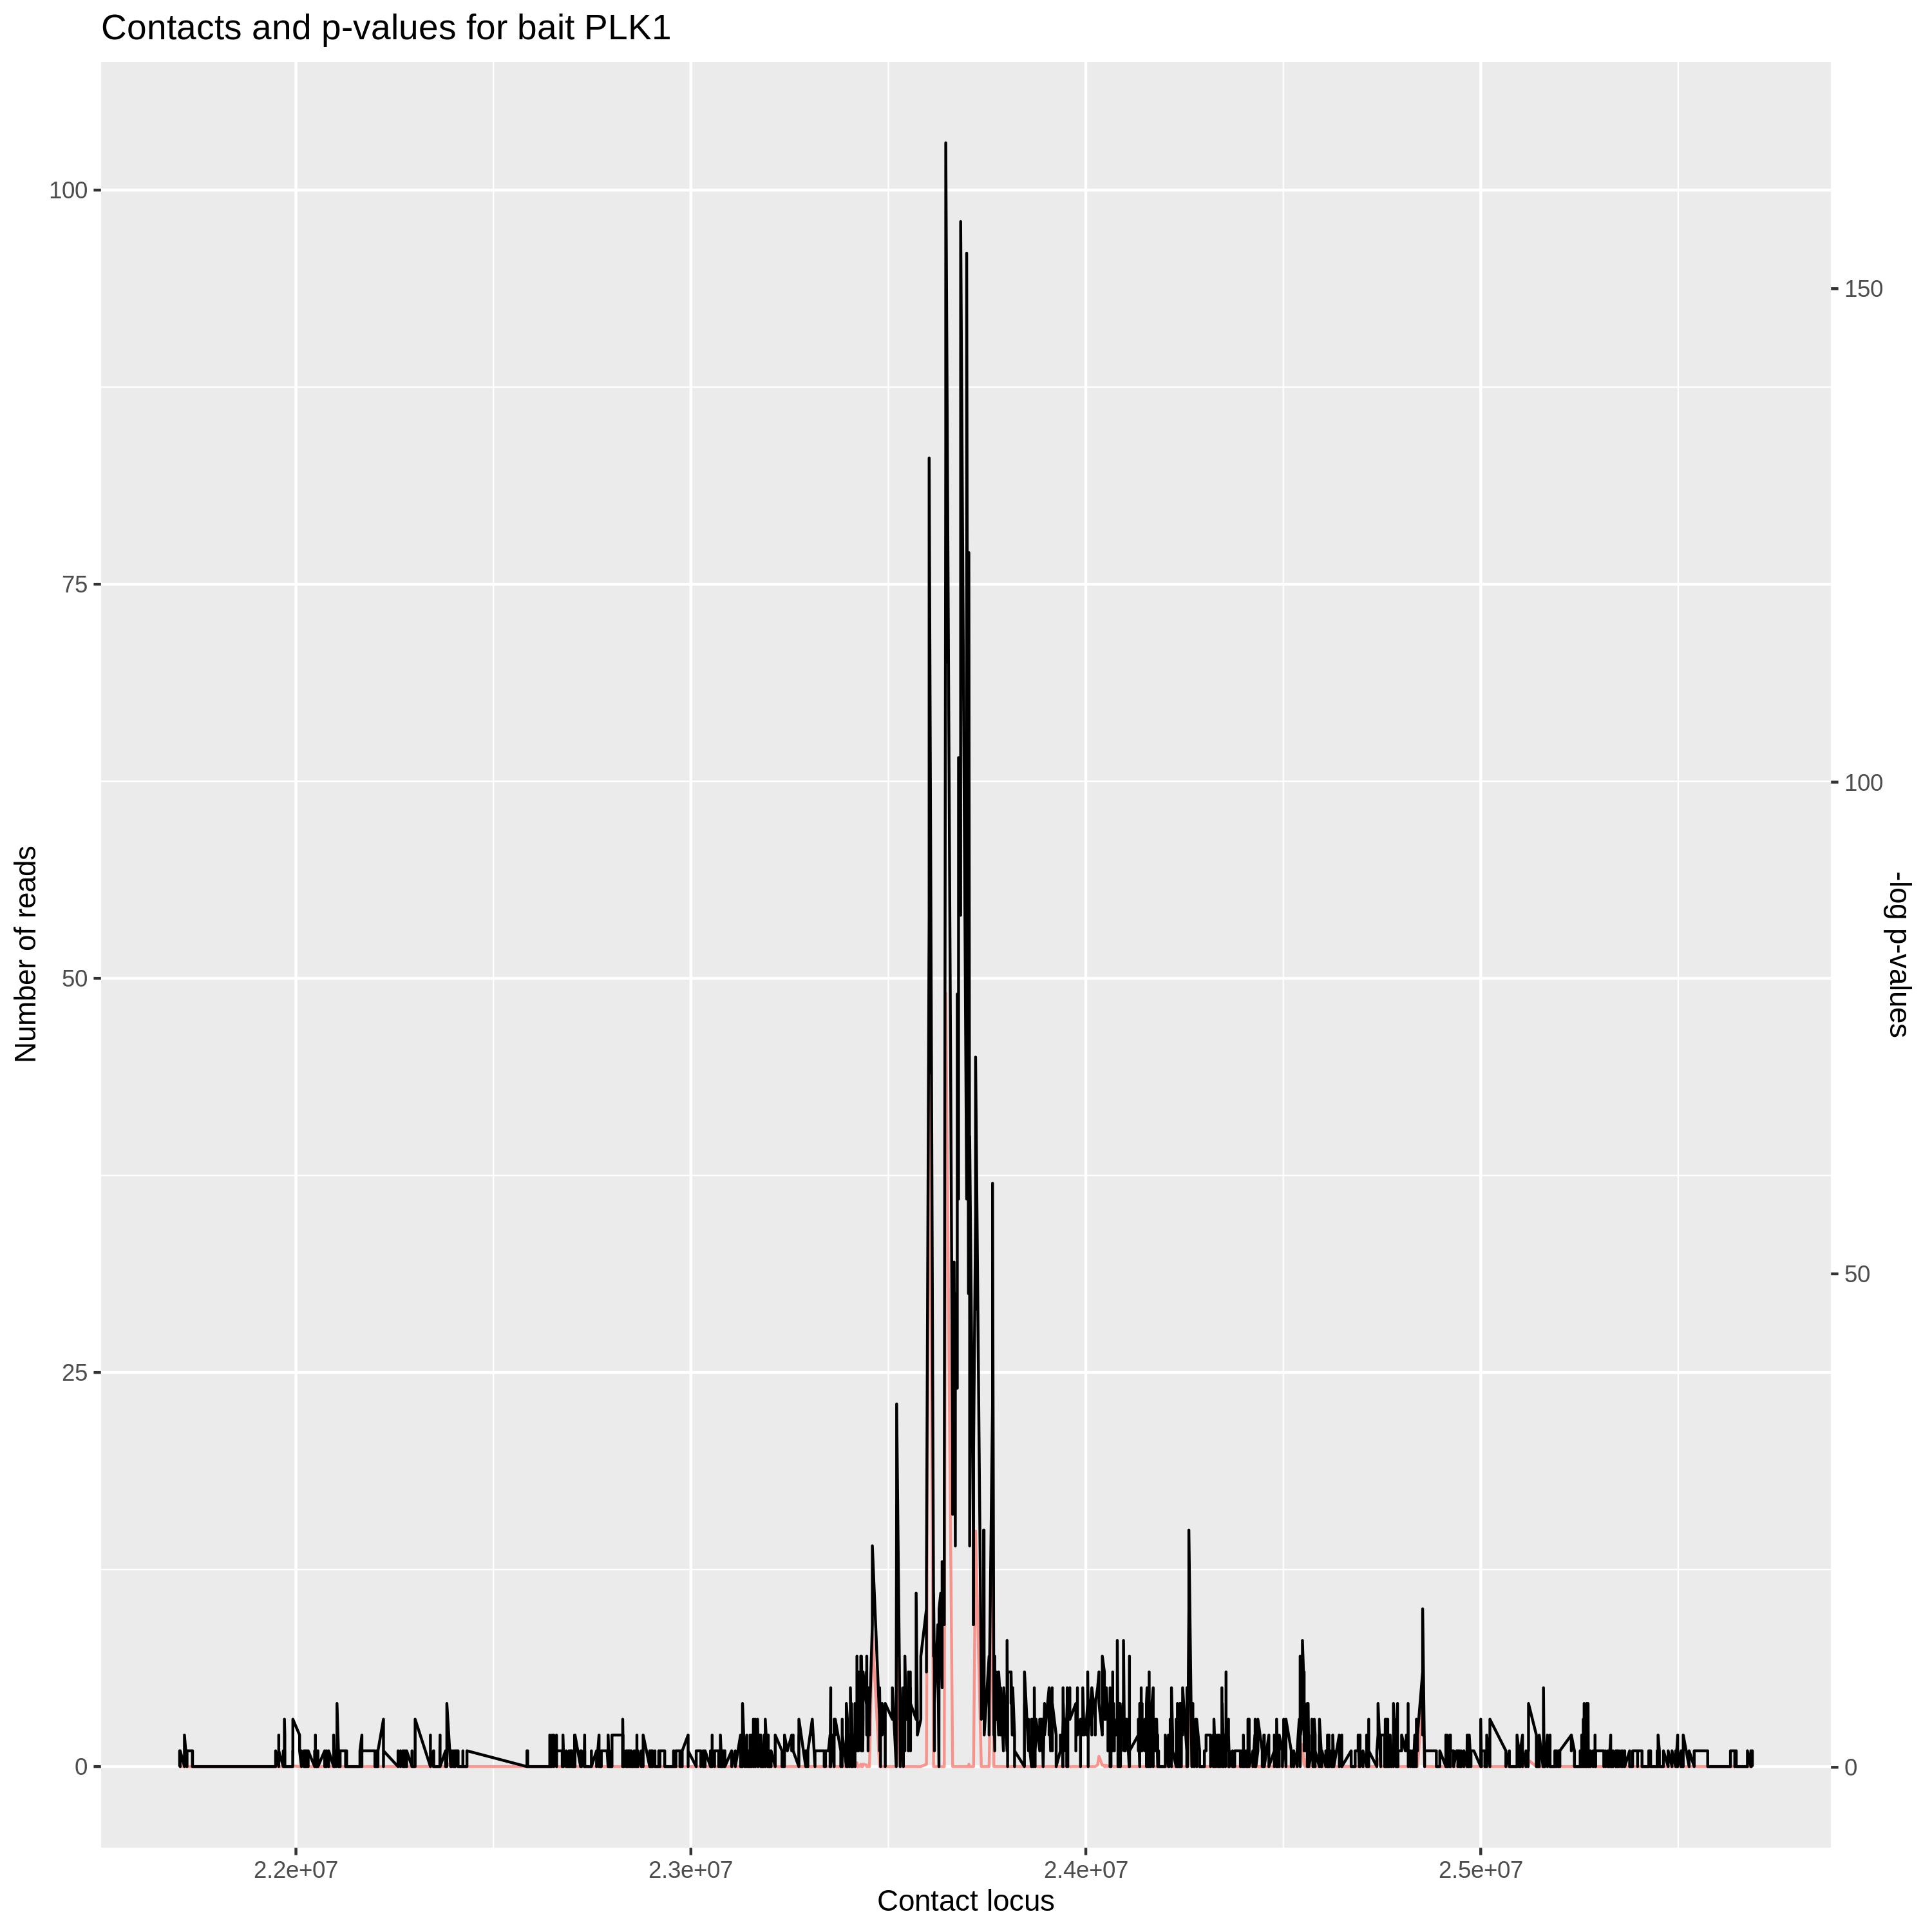 Contacts and p-values for bait PLK1
100
75
50
25
0
Number of reads
150
100
50
0
-log p-values
2.2e+07
2.3e+07
2.4e+07
2.5e+07
Contact locus